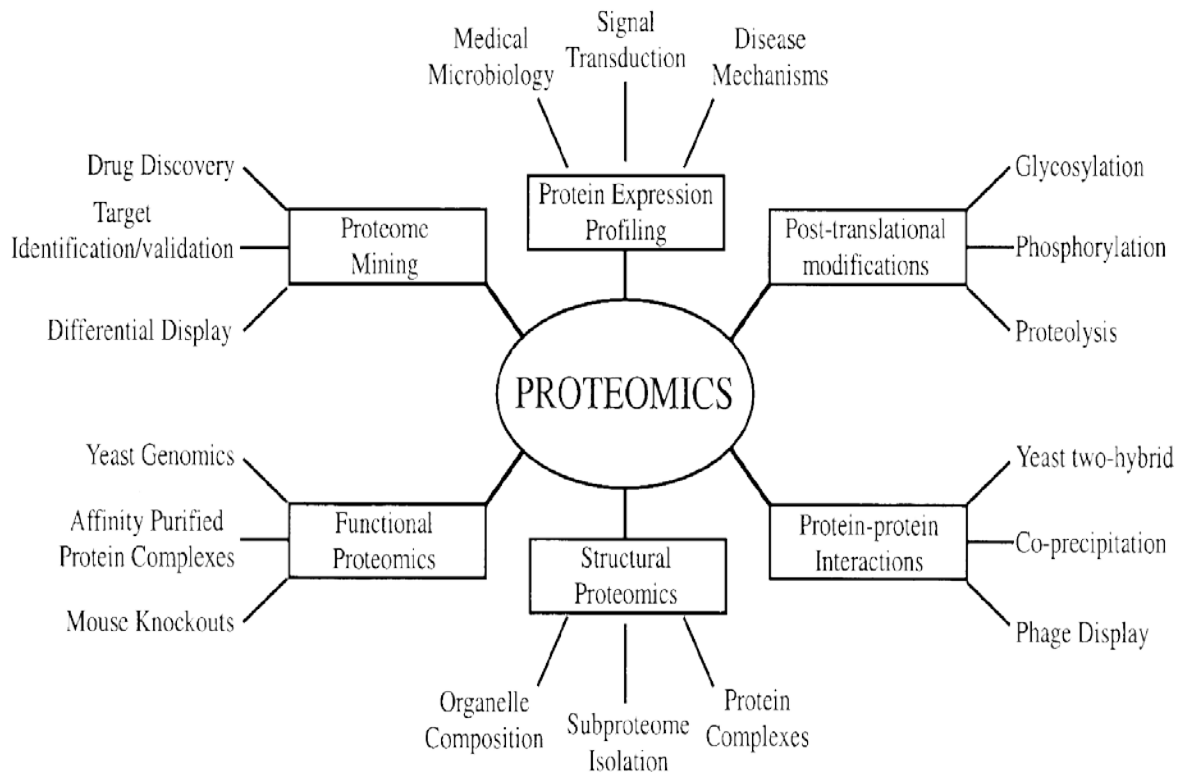 Medical
Microbiology
Signal
Transduction
Disease
Mechanisms
Protein Expression
Profiling
Drug Discovery
Target
Identification/validation
Differential Display
Proteome
Mining
Post-translational
modifications
Glycosylation
Phosphorylation
Proteolysis
PROTEOMICS
Yeast Genomics
Affinity Purified
Protein Complexes
Mouse Knockouts
Functional
Proteomics
Structural
Proteomics
Organelle
Composition
Subproteome
Isolation
Protein
Complexes
Protein-protein
Interactions
Yeast two-hybrid
Co-precipitation
Phage Display